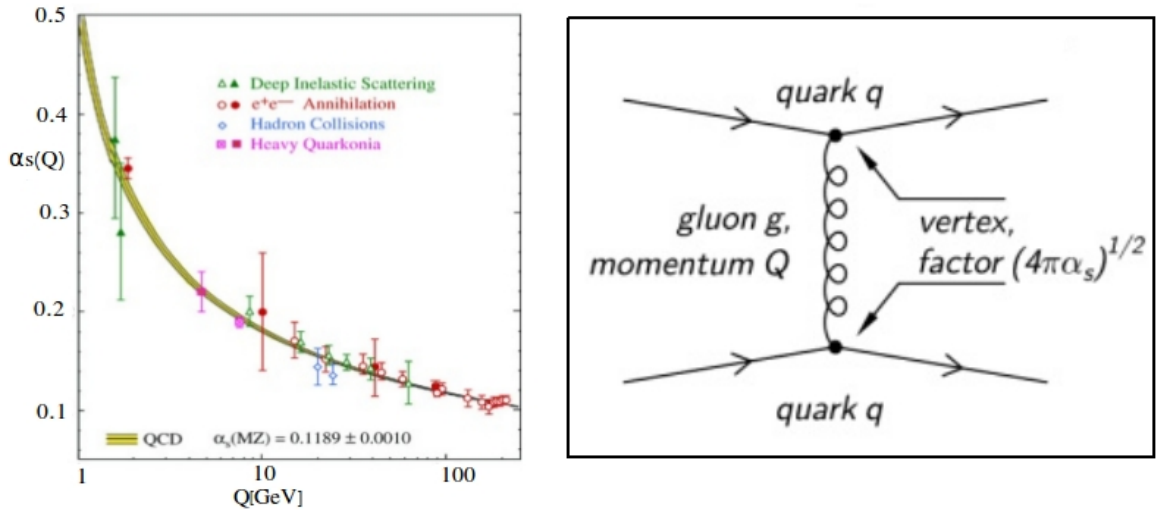 0.5
0.4
αs(Q)
0.3
0.2
0.1
Deep Inelastic Scattering
e⁺e⁻ Annihilation
Hadron Collisions
Heavy Quarkonia
QCD αs(MZ) = 0.1189 ± 0.0010
1 10 100
Q[GeV]
quark q
gluon g,
momentum Q
vertex,
factor (4παs)^1/2
quark q